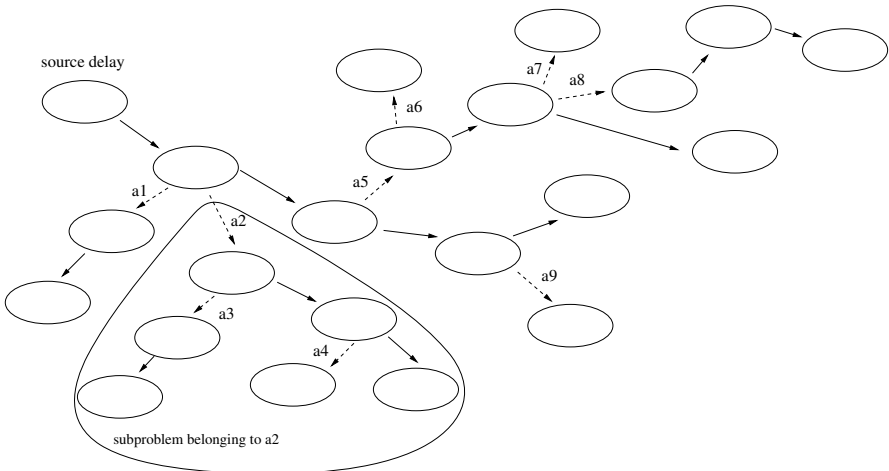 source delay
a1
a2
a3
a4
a5
a6
a7
a8
a9
subproblem belonging to a2